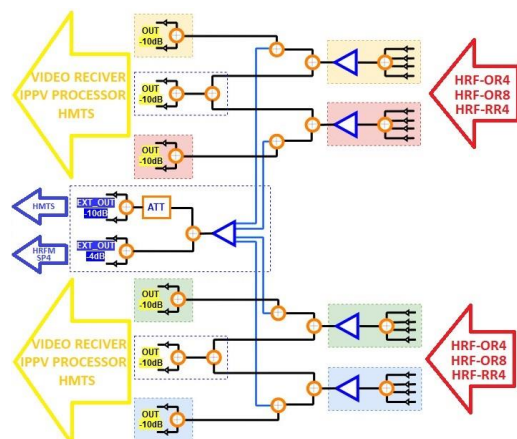 OUT
-10dB
VIDEO RECIVER
IPPV PROCESSOR
HMTS
OUT
-10dB
HRF-OR4
HRF-OR8
HRF-RR4
OUT
-10dB
HMTS
EXT_OUT
-10dB
ATT
HRFM
SP4
EXT_OUT
-4dB
OUT
-10dB
VIDEO RECIVER
IPPV PROCESSOR
HMTS
OUT
-10dB
HRF-OR4
HRF-OR8
HRF-RR4
OUT
-10dB